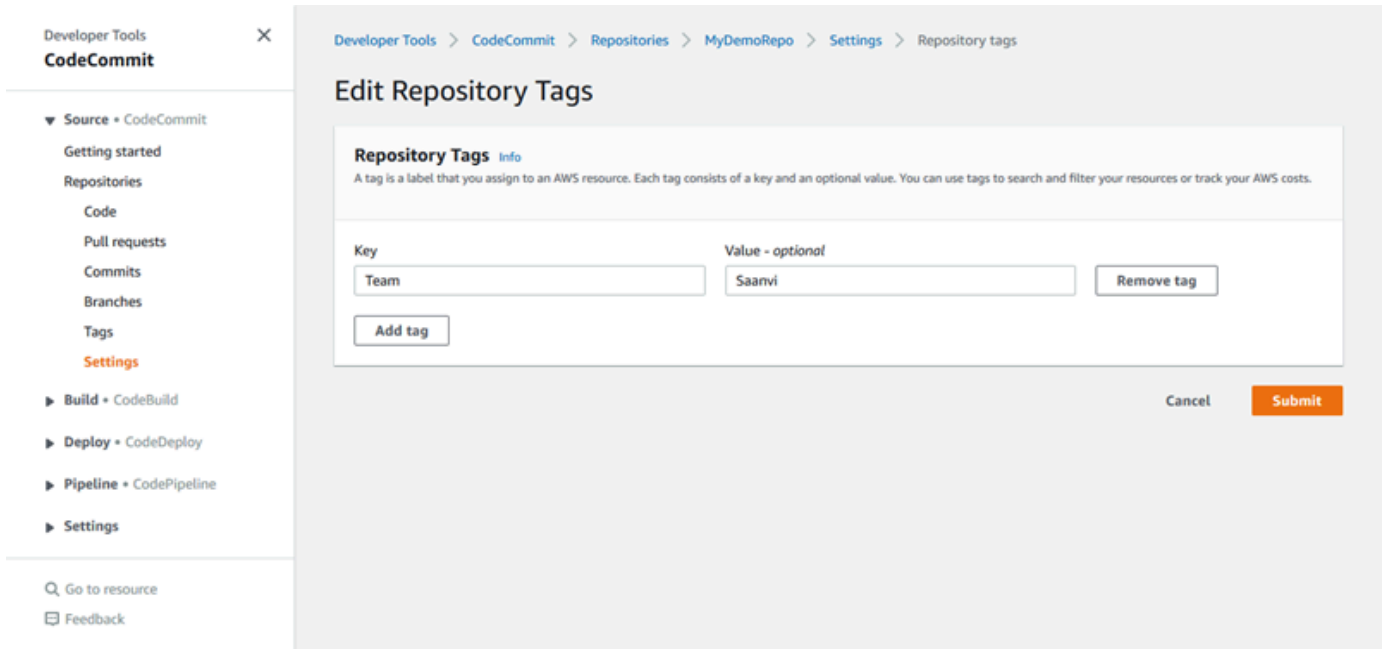 Developer Tools
CodeCommit
Source • CodeCommit
Getting started
Repositories
Code
Pull requests
Commits
Branches
Tags
Settings
Build • CodeBuild
Deploy • CodeDeploy
Pipeline • CodePipeline
Settings
Go to resource
Feedback
Developer Tools > CodeCommit > Repositories > MyDemoRepo > Settings > Repository tags
Edit Repository Tags
Repository Tags Info
A tag is a label that you assign to an AWS resource. Each tag consists of a key and an optional value. You can use tags to search and filter your resources or track your AWS costs.
Key Value - optional
Team Saanvi Remove tag
Add tag
Cancel Submit